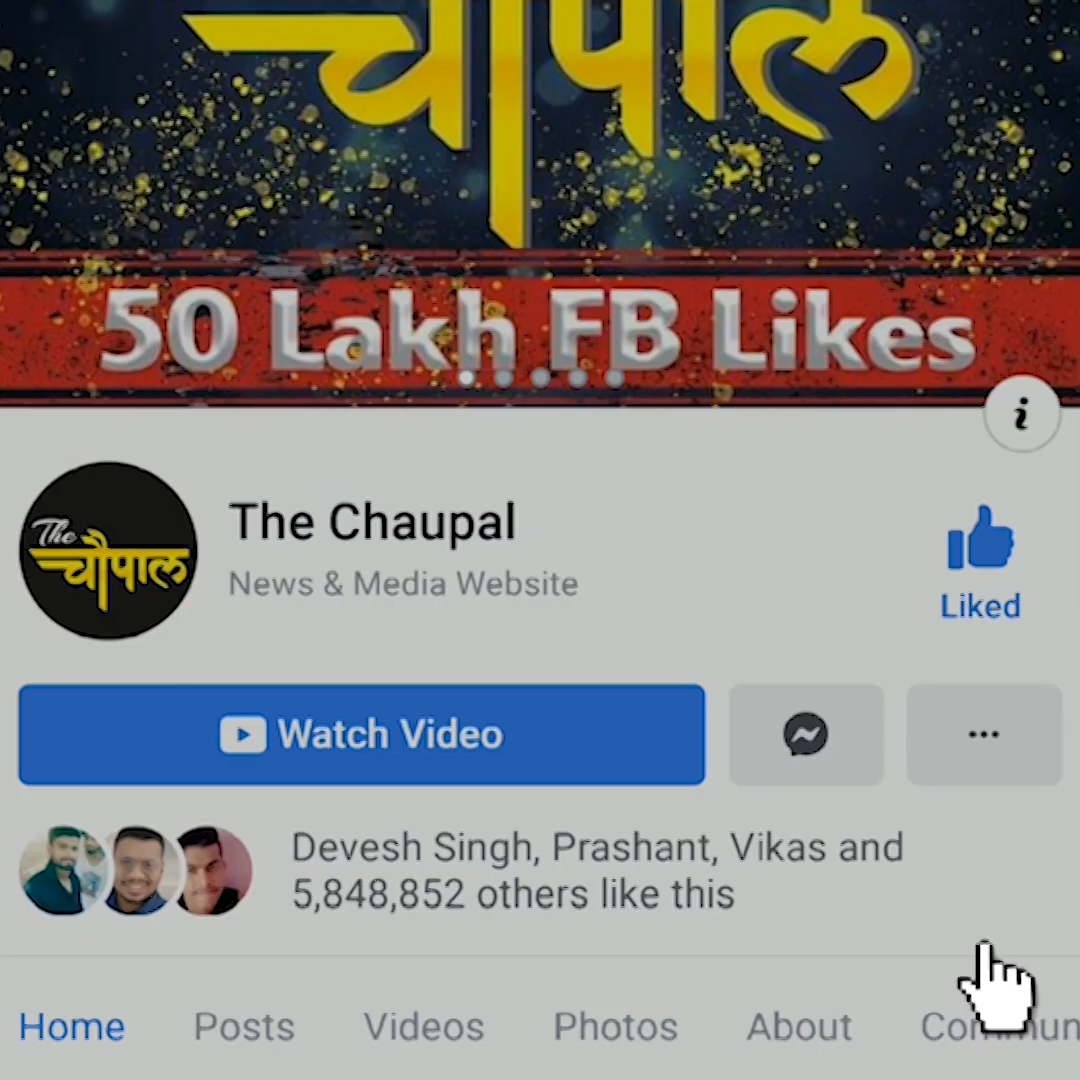 चौपाल
50 Lakh FB Likes
i
The
चौपाल
The Chaupal
News & Media Website
Liked
Watch Video
Devesh Singh, Prashant, Vikas and
5,848,852 others like this
Home Posts Videos Photos About